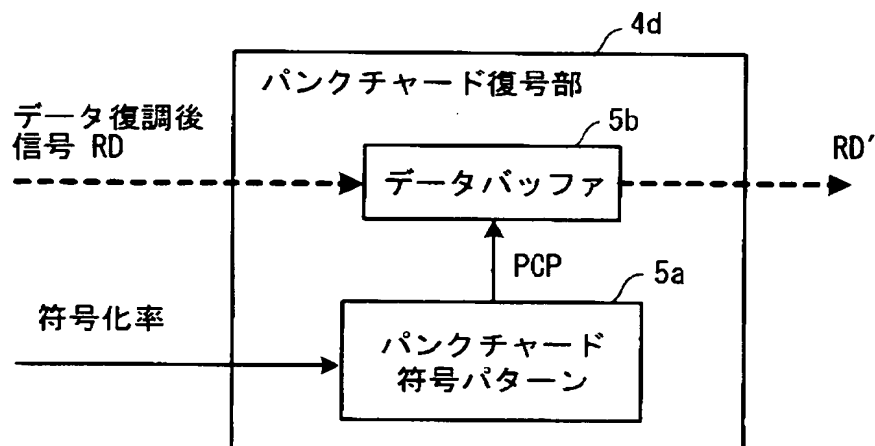 4d
パンクチャード復号部
データ復調後
信号 RD
5b
RD′
データバッファ
PCP
5a
符号化率
パンクチャード
符号パターン